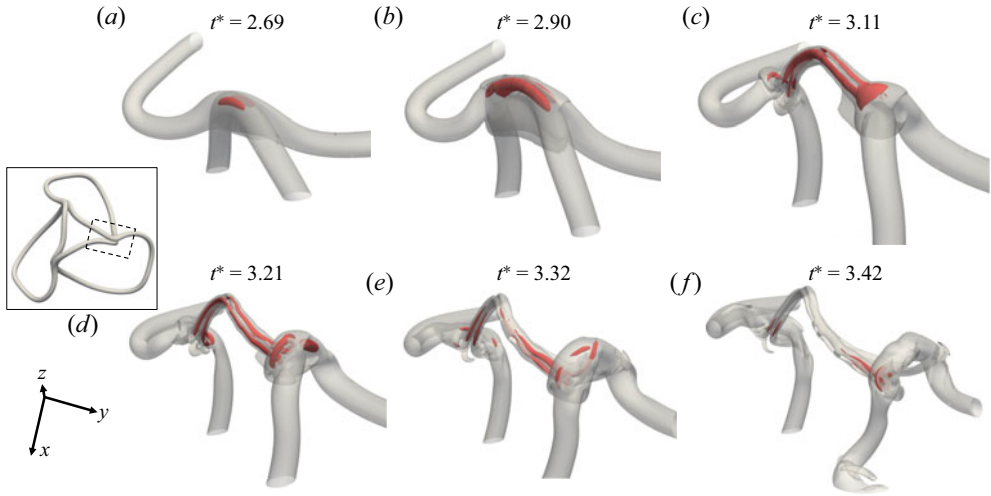 (a) t* = 2.69
(b) t* = 2.90
(c) t* = 3.11
(d) t* = 3.21
(e) t* = 3.32
(f) t* = 3.42
z
y
x